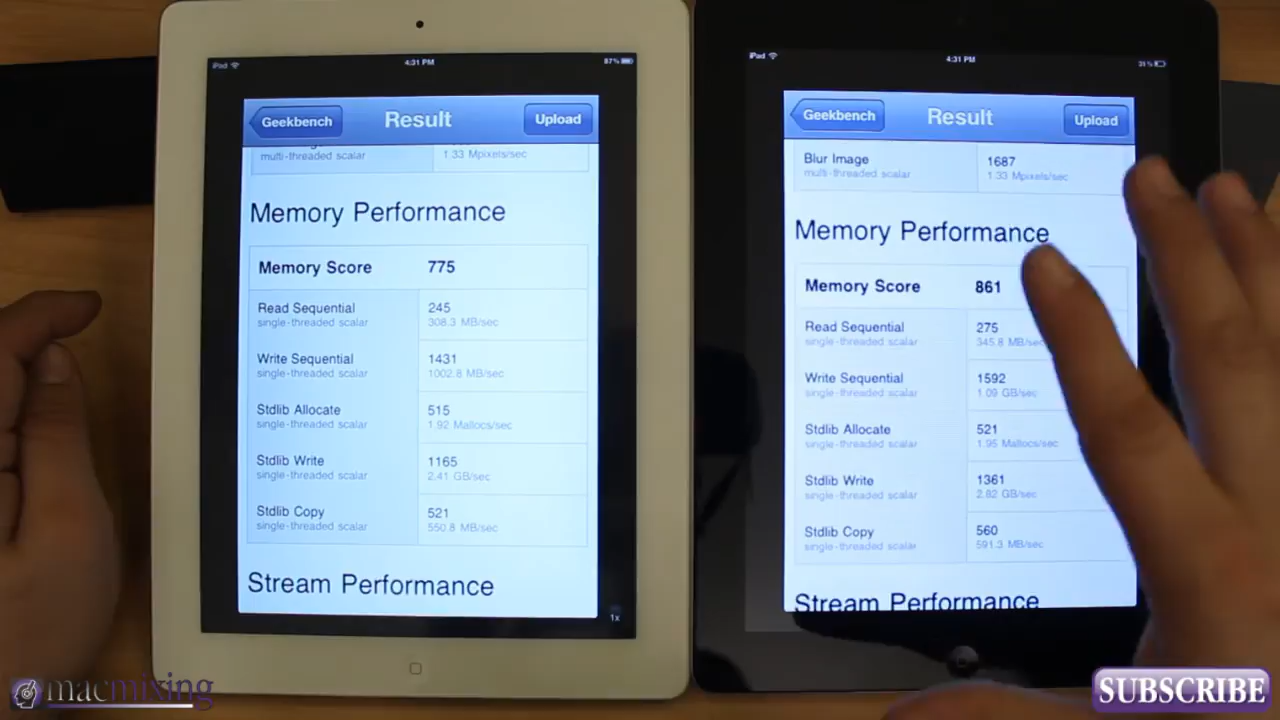 iPad
4:31 PM
87%
Geekbench
Result
Upload
multi-threaded scalar
1.33 Mpixels/sec
Memory Performance
Memory Score
775
Read Sequential
245
single-threaded scalar
308.3 MB/sec
Write Sequential
1431
single-threaded scalar
1002.8 MB/sec
Stdlib Allocate
515
single-threaded scalar
1.92 Mallocs/sec
Stdlib Write
1165
single-threaded scalar
2.41 GB/sec
Stdlib Copy
521
single-threaded scalar
550.8 MB/sec
Stream Performance
1x
iPad
4:31 PM
31%
Geekbench
Result
Upload
Blur Image
1687
multi-threaded scalar
1.33 Mpixels/sec
Memory Performance
Memory Score
861
Read Sequential
275
single-threaded scalar
345.8 MB/sec
Write Sequential
1592
single-threaded scalar
1.09 GB/sec
Stdlib Allocate
521
single-threaded scalar
1.95 Mallocs/sec
Stdlib Write
1361
single-threaded scalar
2.82 GB/sec
Stdlib Copy
560
single-threaded scalar
591.3 MB/sec
Stream Performance
macmixing
SUBSCRIBE